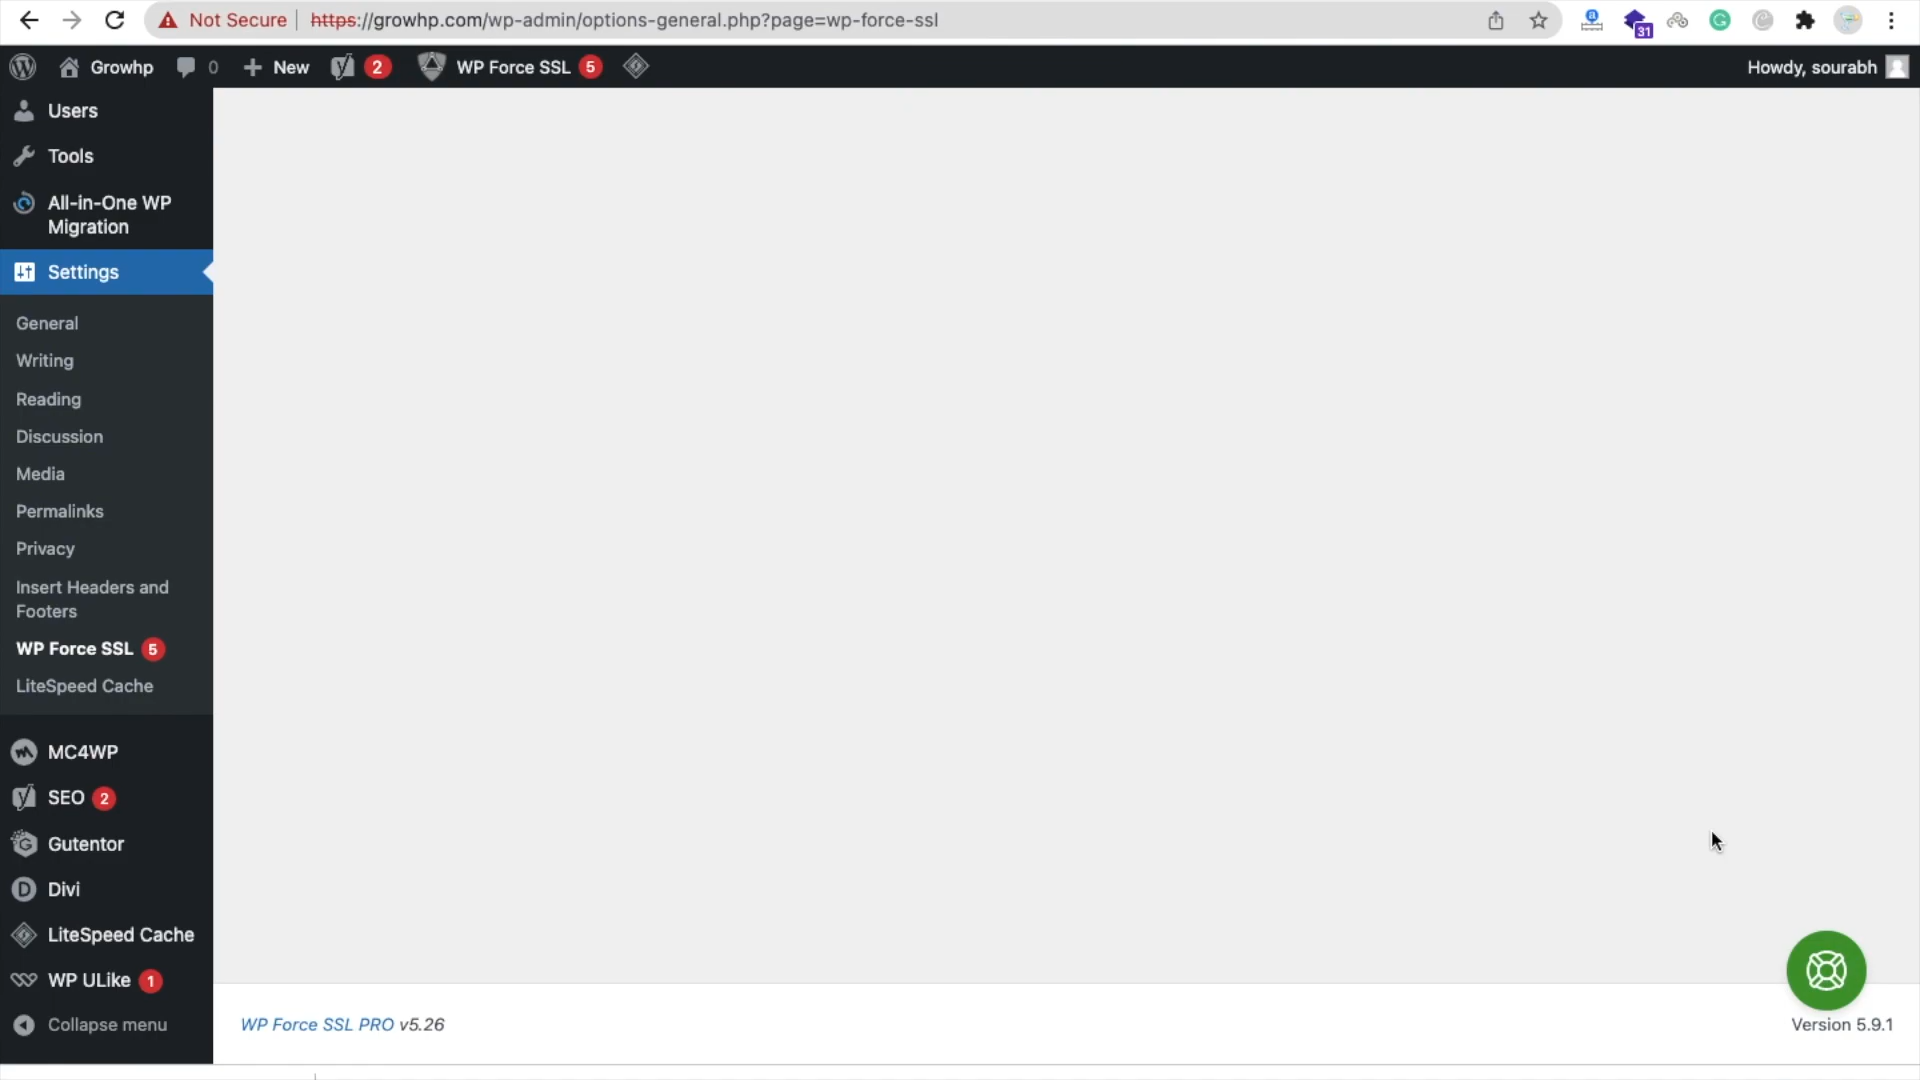 Not Secure
https://growhp.com/wp-admin/options-general.php?page=wp-force-ssl
31
Growhp
0
New
2
WP Force SSL
5
Howdy, sourabh
Users
Tools
All-in-One WP
Migration
Settings
General
Writing
Reading
Discussion
Media
Permalinks
Privacy
Insert Headers and
Footers
WP Force SSL 5
LiteSpeed Cache
MC4WP
SEO 2
Gutentor
Divi
LiteSpeed Cache
WP ULike 1
Collapse menu
WP Force SSL PRO v5.26
Version 5.9.1